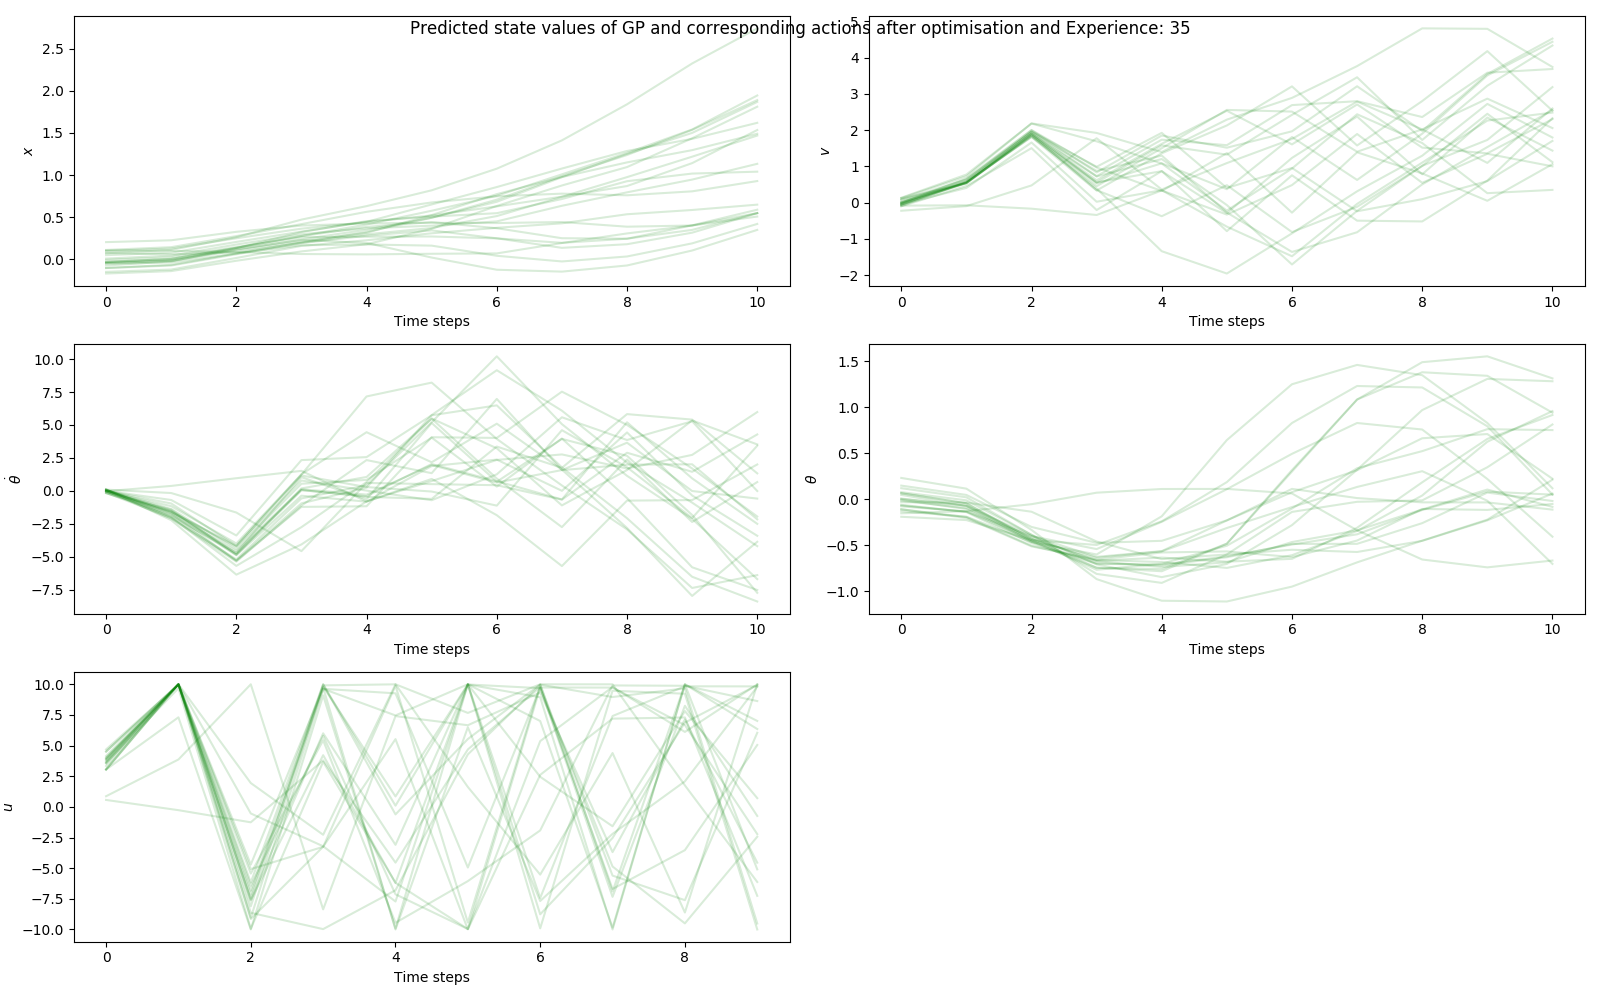 Predicted state values of GP and corresponding actions after optimisation and Experience: 35
2.5
2.0
1.5
1.0
0.5
0.0
x
0 2 4 6 8 10
Time steps
5
4
3
2
1
0
−1
−2
v
0 2 4 6 8 10
Time steps
10.0
7.5
5.0
2.5
0.0
−2.5
−5.0
−7.5
θ̇
0 2 4 6 8 10
Time steps
1.5
1.0
0.5
0.0
−0.5
−1.0
θ
0 2 4 6 8 10
Time steps
10.0
7.5
5.0
2.5
0.0
−2.5
−5.0
−7.5
−10.0
u
0 2 4 6 8
Time steps